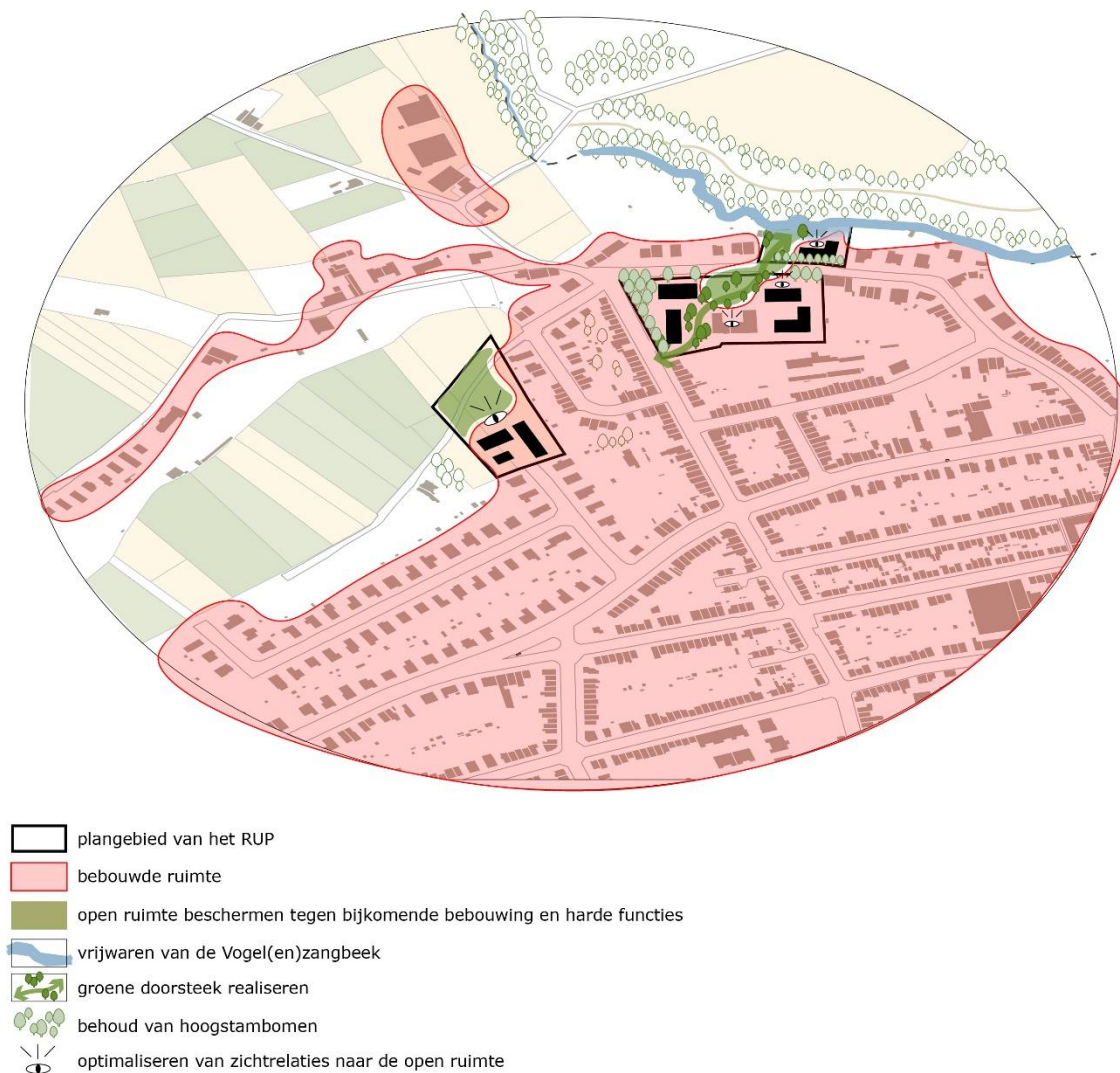 plangebied van het RUP
bebouwde ruimte
open ruimte beschermen tegen bijkomende bebouwing en harde functies
vrijwaren van de Vogel(en)zangbeek
groene doorsteek realiseren
behoud van hoogstambomen
optimaliseren van zichtrelaties naar de open ruimte